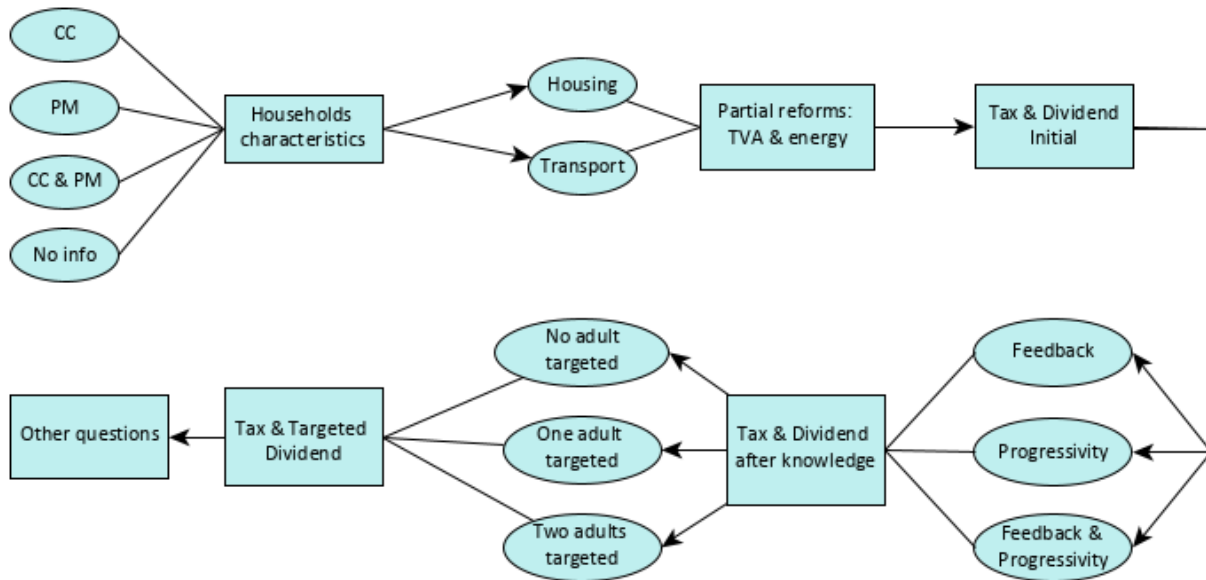 CC
PM
CC & PM
No info
Households
characteristics
Housing
Transport
Partial reforms:
TVA & energy
Tax & Dividend
Initial
Feedback
Progressivity
Feedback &
Progressivity
Tax & Dividend
after knowledge
No adult
targeted
One adult
targeted
Two adults
targeted
Tax & Targeted
Dividend
Other questions